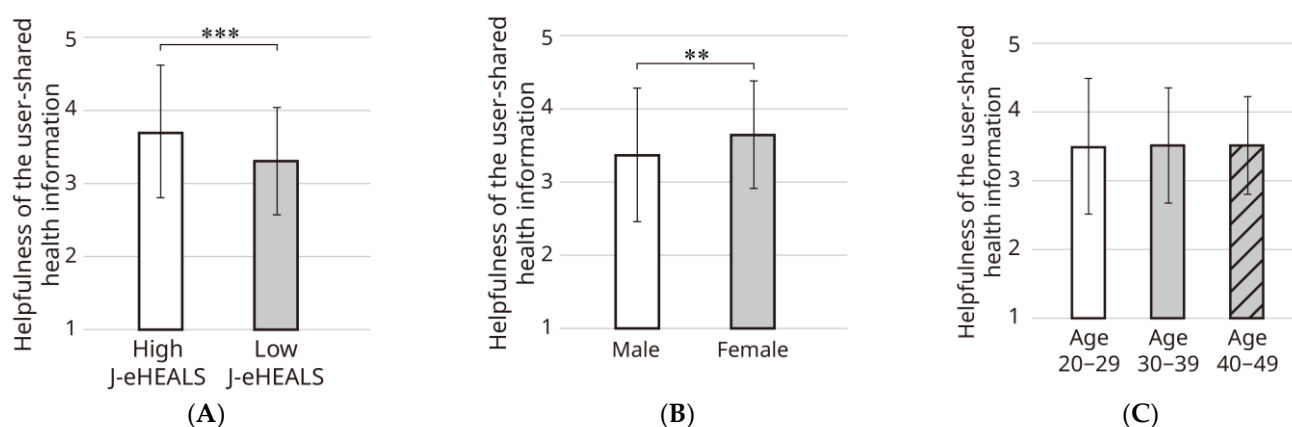 Helpfulness of the user-shared
health information
5
4
3
2
1
***
High
J-eHEALS
Low
J-eHEALS
(A)
Helpfulness of the user-shared
health information
5
4
3
2
1
**
Male
Female
(B)
Helpfulness of the user-shared
health information
5
4
3
2
1
Age
20–29
Age
30–39
Age
40–49
(C)